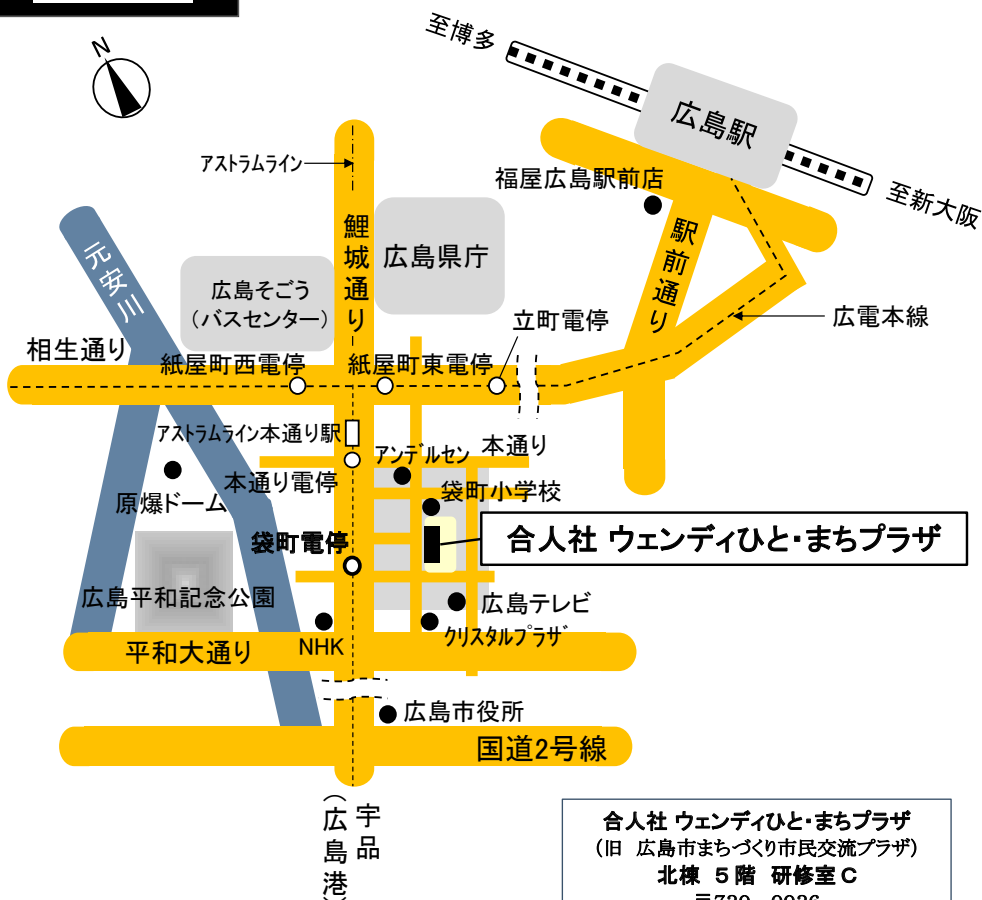 至博多
N
広島駅
アストラムライン
福屋広島駅前店
至新大阪
鯉城通り
広島県庁
駅前通り
元安川
広島そごう
（バスセンター）
立町電停
広電本線
相生通り
紙屋町西電停
紙屋町東電停
アストラムライン本通り駅
アンデルセン
本通り
本通り電停
袋町小学校
原爆ドーム
袋町電停
合人社 ウェンディひと・まちプラザ
広島平和記念公園
広島テレビ
NHK
クリスタルプラザ
平和大通り
広島市役所
国道2号線
宇品
（広島港）
合人社 ウェンディひと・まちプラザ
（旧 広島市まちづくり市民交流プラザ）
北棟 ５階 研修室Ｃ
〒730－0036